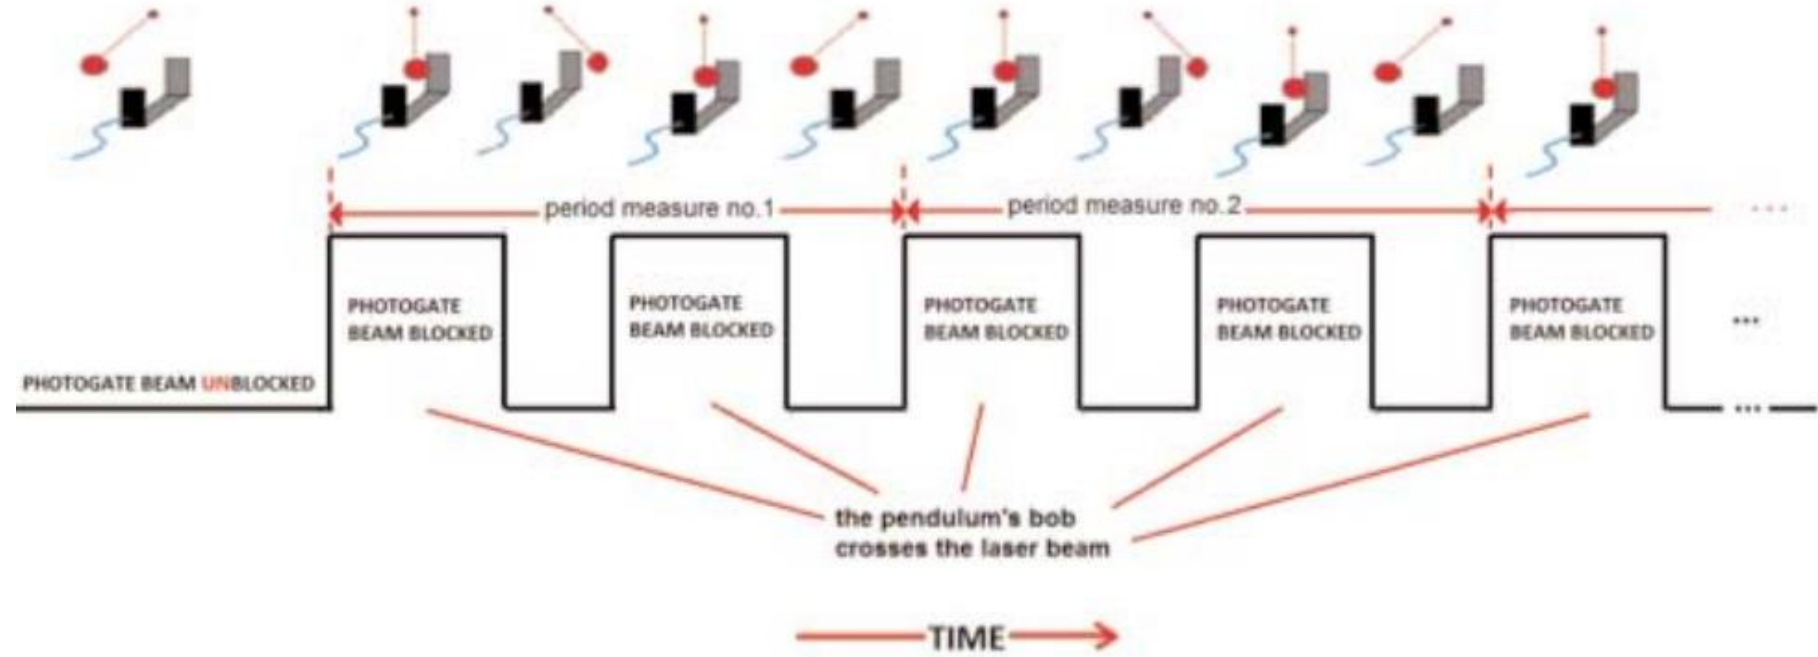 period measure no.1
period measure no.2
...
PHOTOGATE
BEAM BLOCKED
PHOTOGATE
BEAM BLOCKED
PHOTOGATE
BEAM BLOCKED
PHOTOGATE
BEAM BLOCKED
PHOTOGATE
BEAM BLOCKED
...
PHOTOGATE BEAM UNBLOCKED
...
the pendulum's bob
crosses the laser beam
TIME